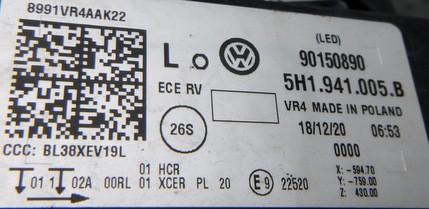 8991VR4AAK22
(LED)
L
90150890
5H1.941.005.B
ECE RV
VR4 MADE IN POLAND
26S
18/12/20 06:53
0000
CCC: BL38XEV19L
01 HCR
X: -594.70
01 1 02A 00RL 01 XCER PL 20 E9 22520
Y: -759.00
Z: 430.00